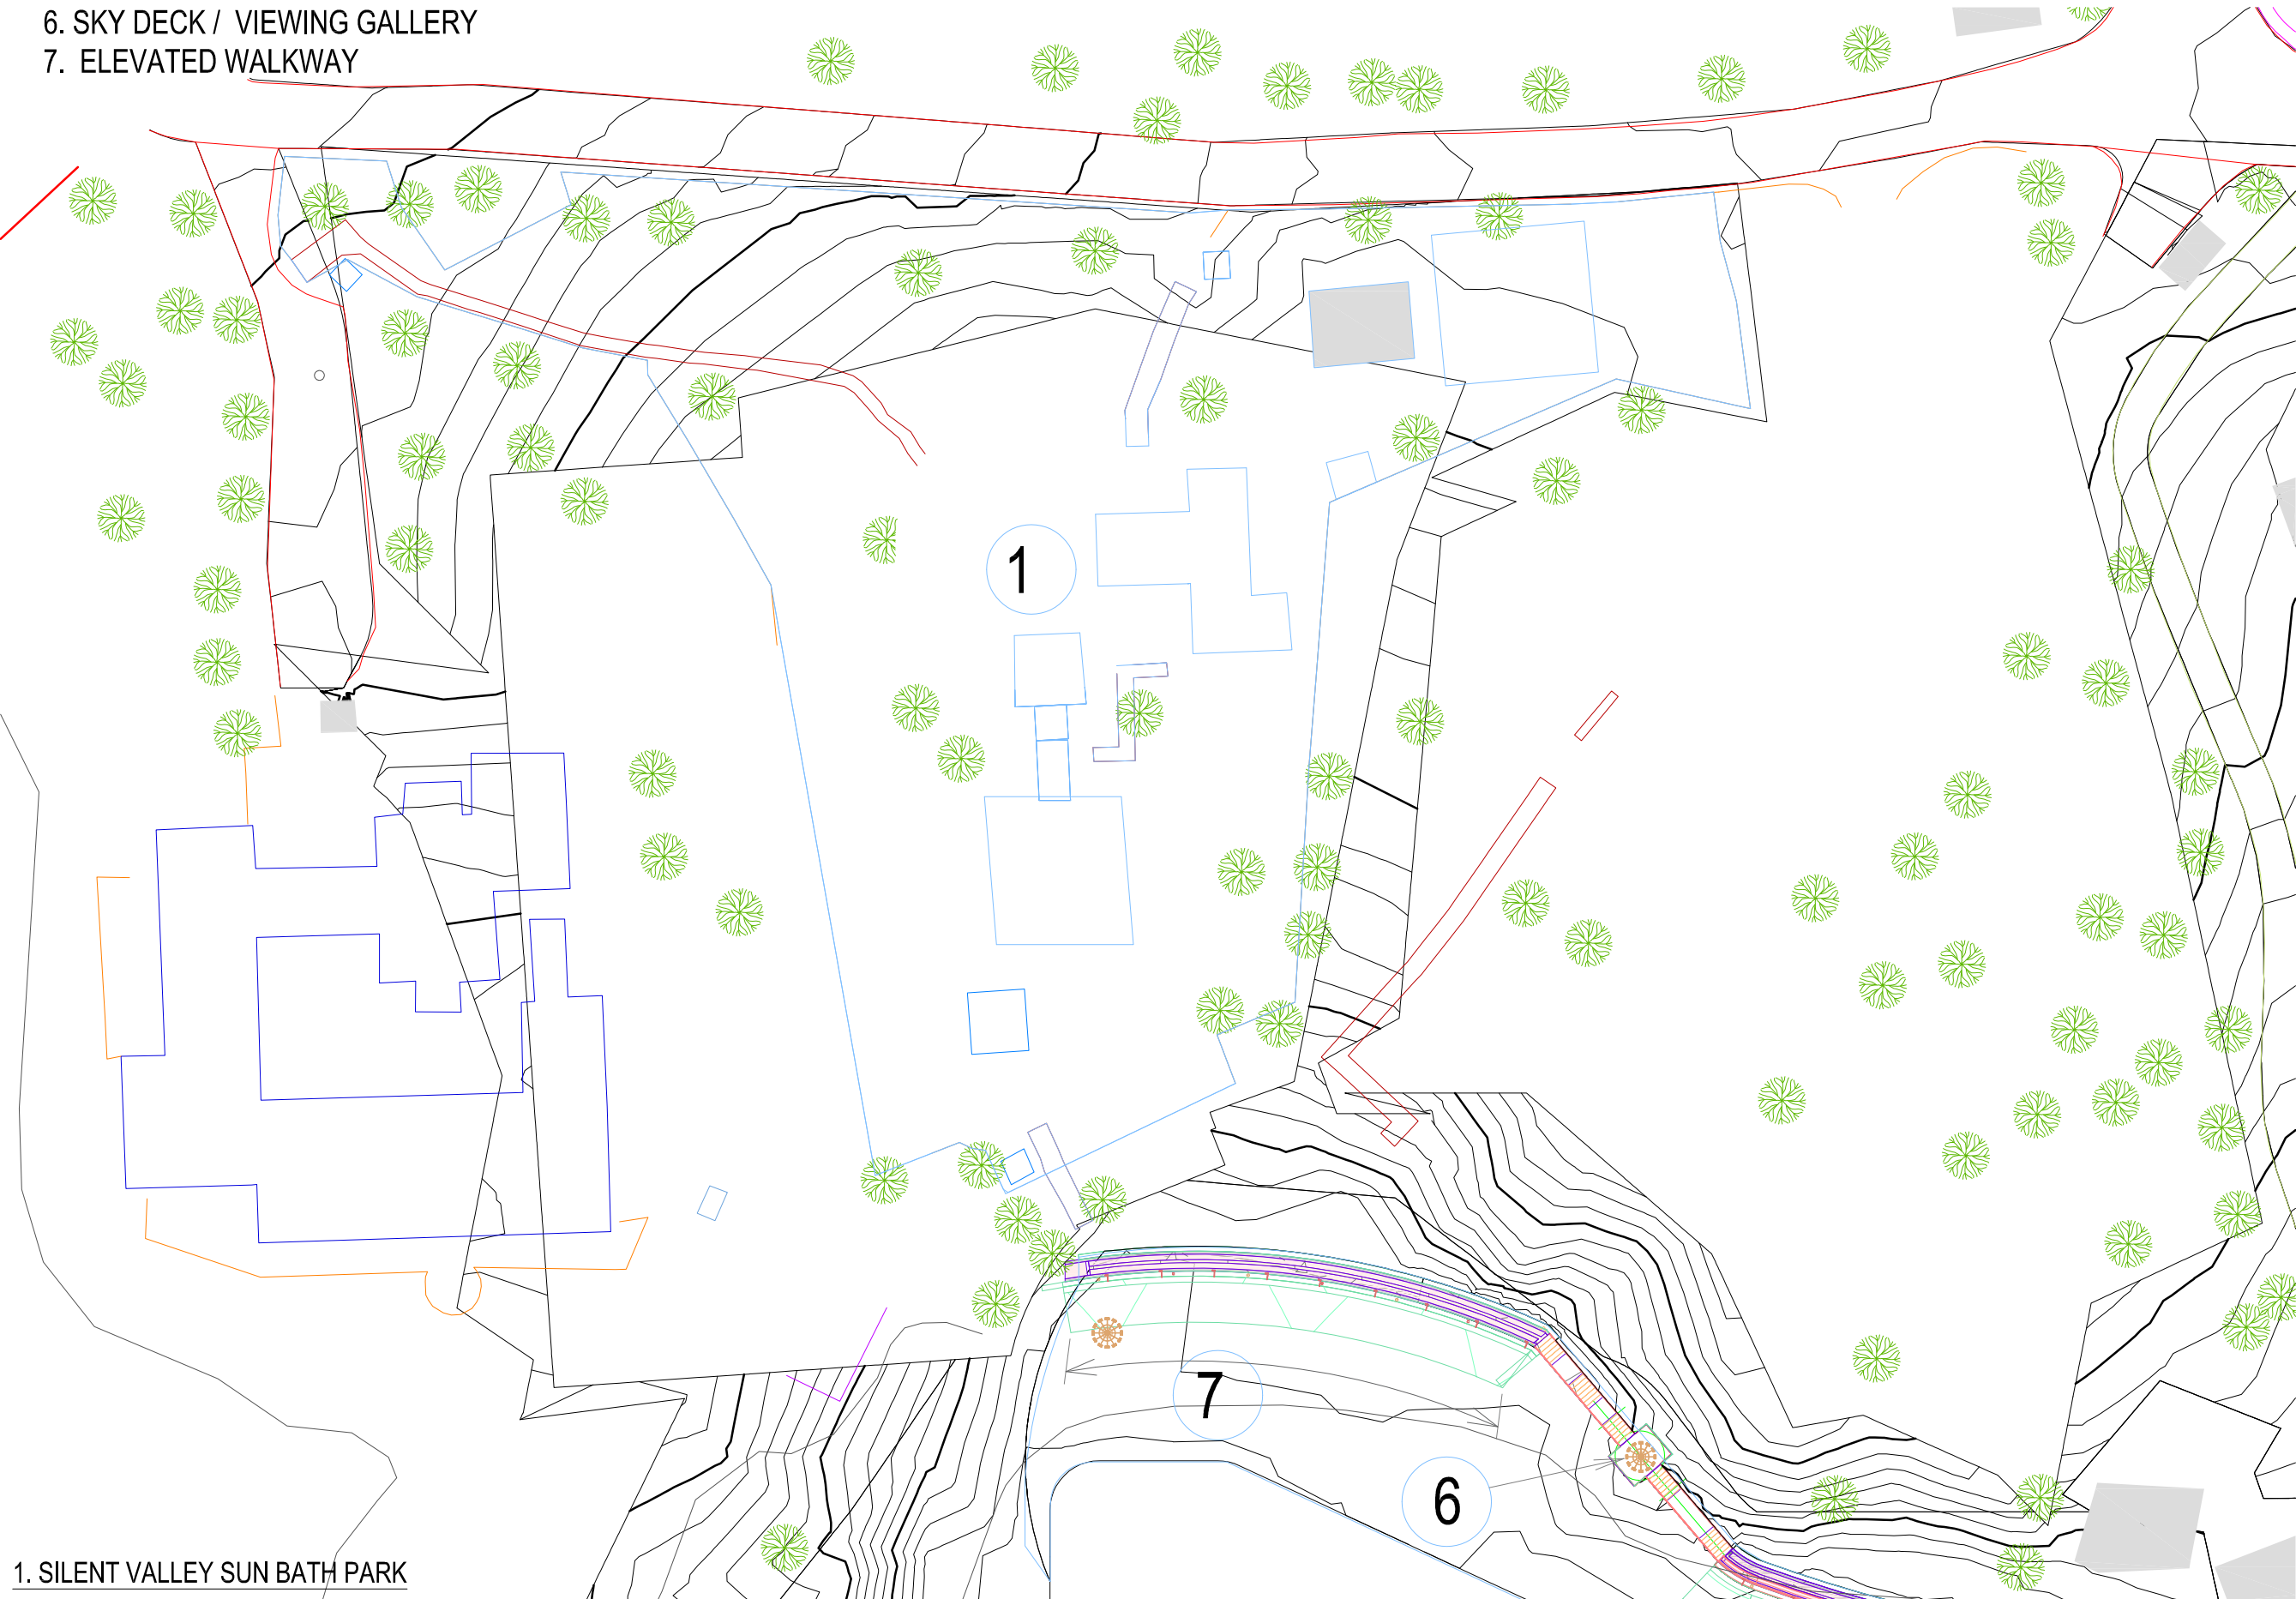 6. SKY DECK / VIEWING GALLERY
7. ELEVATED WALKWAY
1
7
6
1. SILENT VALLEY SUN BATH PARK